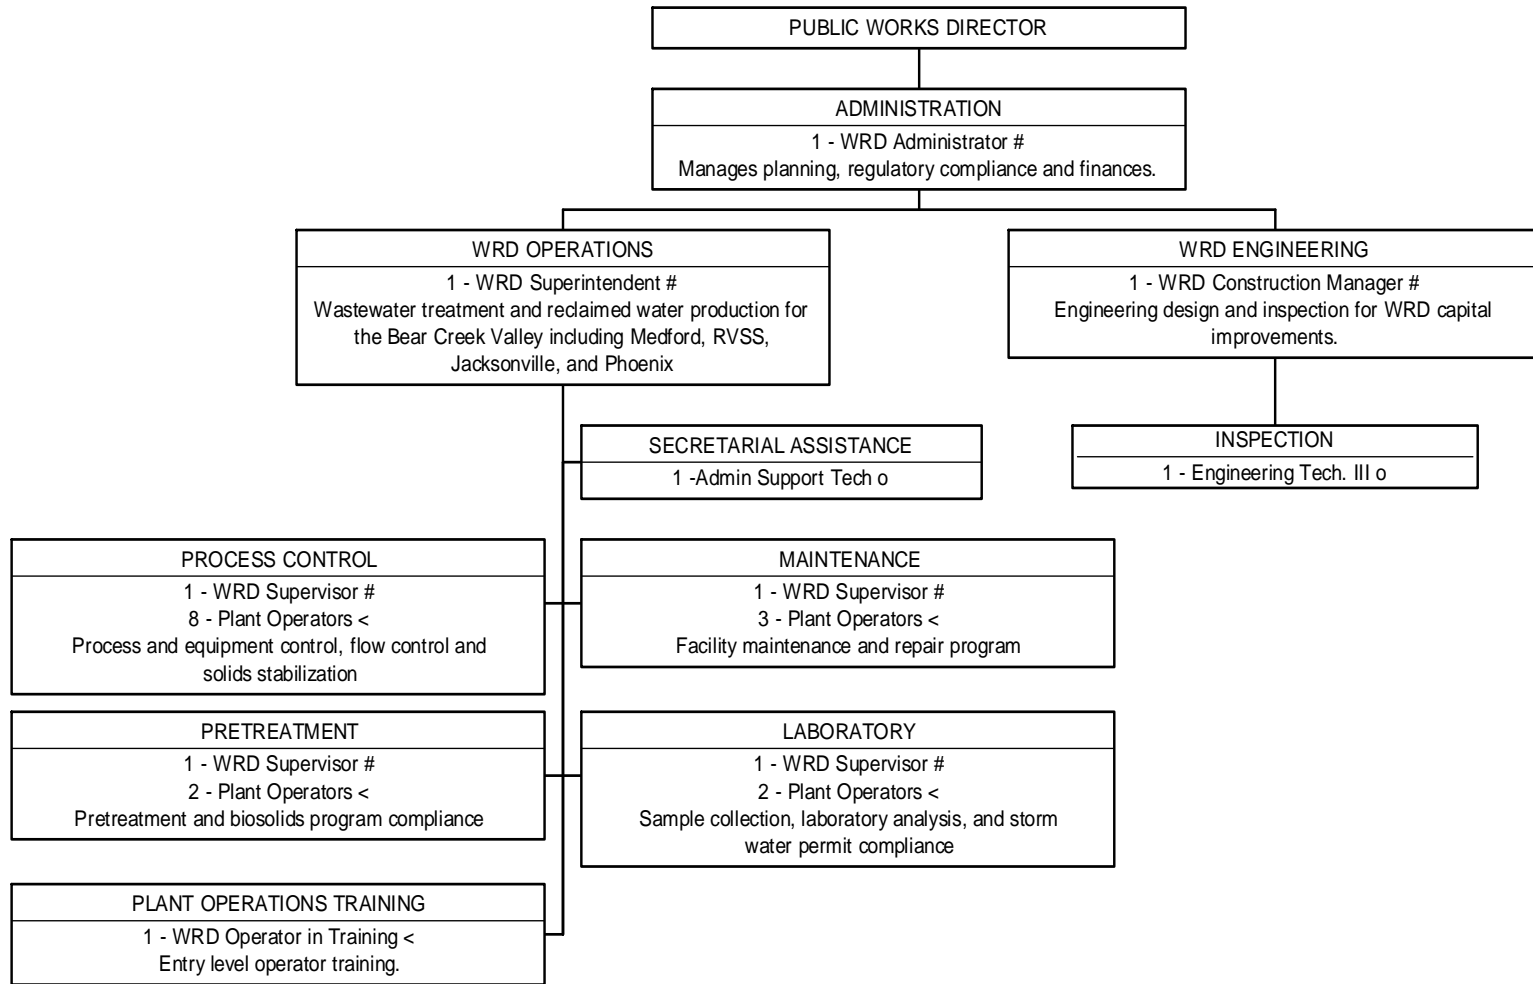 PUBLIC WORKS DIRECTOR
ADMINISTRATION
1 - WRD Administrator #
Manages planning, regulatory compliance and finances.
WRD OPERATIONS
1 - WRD Superintendent #
Wastewater treatment and reclaimed water production for
the Bear Creek Valley including Medford, RVSS,
Jacksonville, and Phoenix
WRD ENGINEERING
1 - WRD Construction Manager #
Engineering design and inspection for WRD capital
improvements.
SECRETARIAL ASSISTANCE
1 -Admin Support Tech o
INSPECTION
1 - Engineering Tech. III o
PROCESS CONTROL
1 - WRD Supervisor #
8 - Plant Operators <
Process and equipment control, flow control and
solids stabilization
MAINTENANCE
1 - WRD Supervisor #
3 - Plant Operators <
Facility maintenance and repair program
PRETREATMENT
1 - WRD Supervisor #
2 - Plant Operators <
Pretreatment and biosolids program compliance
LABORATORY
1 - WRD Supervisor #
2 - Plant Operators <
Sample collection, laboratory analysis, and storm
water permit compliance
PLANT OPERATIONS TRAINING
1 - WRD Operator in Training <
Entry level operator training.